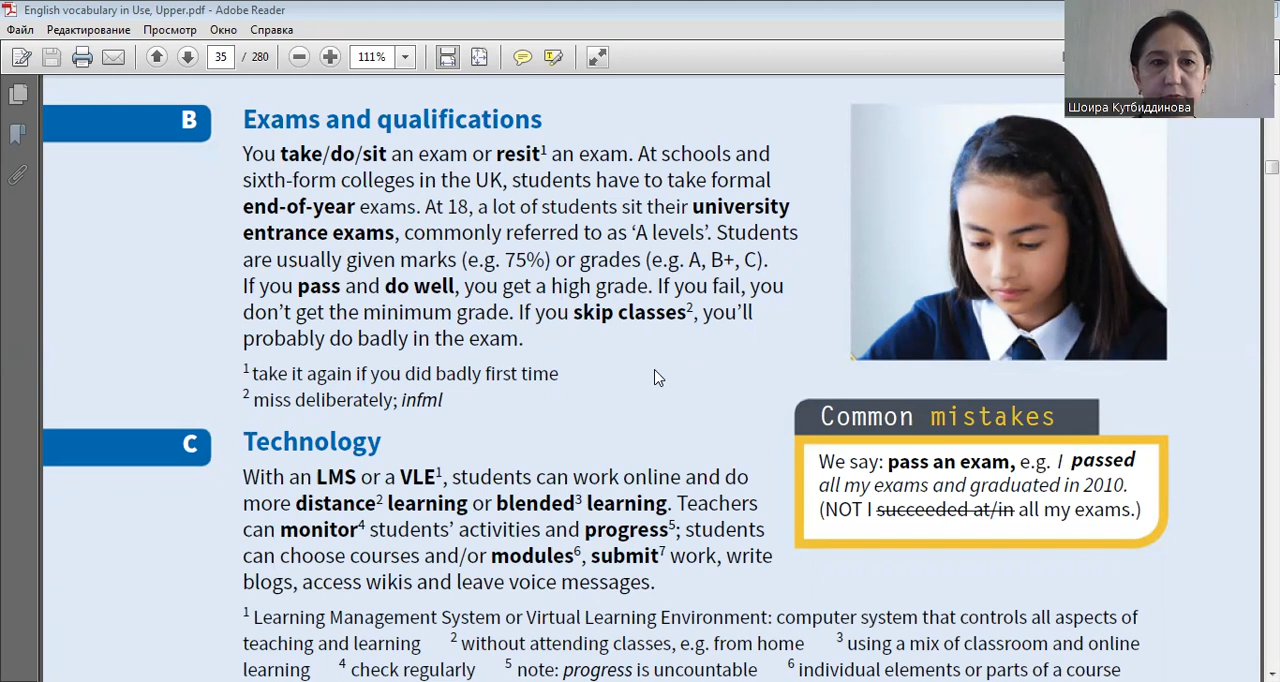 English vocabulary in Use, Upper.pdf - Adobe Reader
Файл Редактирование Просмотр Окно Справка
35 / 280 111%
Шоира Кутбиддинова
B Exams and qualifications
You take/do/sit an exam or resit¹ an exam. At schools and
sixth-form colleges in the UK, students have to take formal
end-of-year exams. At 18, a lot of students sit their university
entrance exams, commonly referred to as ‘A levels’. Students
are usually given marks (e.g. 75%) or grades (e.g. A, B+, C).
If you pass and do well, you get a high grade. If you fail, you
don’t get the minimum grade. If you skip classes², you’ll
probably do badly in the exam.
¹ take it again if you did badly first time
² miss deliberately; infml
C Technology
With an LMS or a VLE¹, students can work online and do
more distance² learning or blended³ learning. Teachers
can monitor⁴ students’ activities and progress⁵; students
can choose courses and/or modules⁶, submit⁷ work, write
blogs, access wikis and leave voice messages.
Common mistakes
We say: pass an exam, e.g. I passed
all my exams and graduated in 2010.
(NOT I succeeded at/in all my exams.)
¹ Learning Management System or Virtual Learning Environment: computer system that controls all aspects of
teaching and learning ² without attending classes, e.g. from home ³ using a mix of classroom and online
learning ⁴ check regularly ⁵ note: progress is uncountable ⁶ individual elements or parts of a course